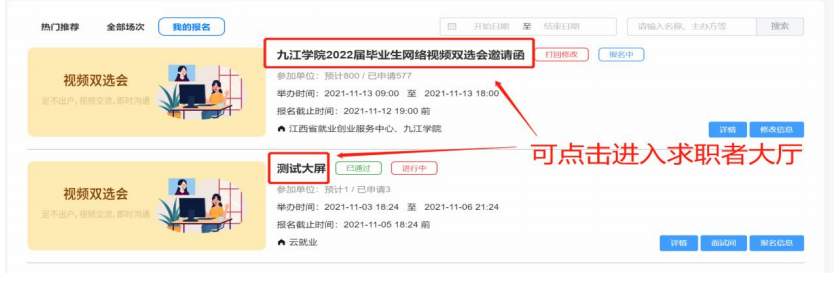 热门推荐 全部场次 我的报名 开始日期 至 结束日期 请输入名称、主办方等 搜索
九江学院2022届毕业生网络视频双选会邀请函 打回修改 报名中
视频双选会
足不出户,视频交流,即时沟通
参加单位：预计800 / 已申请577
举办时间：2021-11-13 09:00 至 2021-11-13 18:00
报名截止时间：2021-11-12 19:00 前
江西省就业创业服务中心、九江学院
详情 修改信息
可点击进入求职者大厅
测试大屏 已通过 进行中
视频双选会
足不出户,视频交流,即时沟通
参加单位：预计1 / 已申请3
举办时间：2021-11-03 18:24 至 2021-11-06 21:24
报名截止时间：2021-11-05 18:24 前
云就业
详情 面试间 报名信息